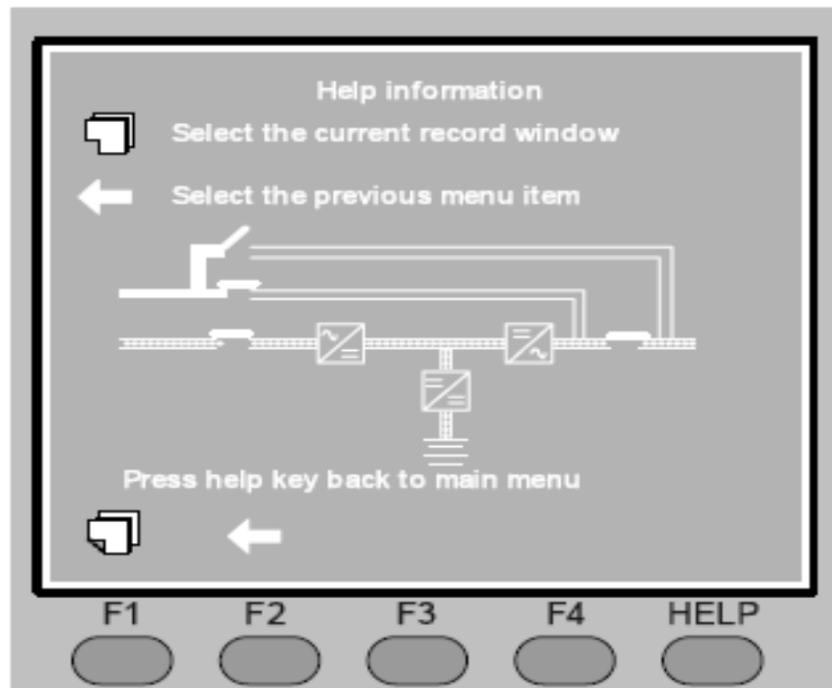 Help information
Select the current record window
Select the previous menu item
Press help key back to main menu
F1 F2 F3 F4 HELP